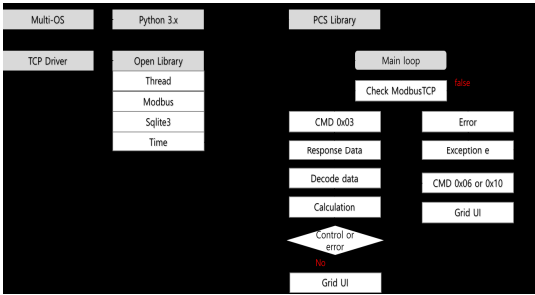 Multi-OS
Python 3.x
PCS Library
TCP Driver
Open Library
Thread
Modbus
Sqlite3
Time
Main loop
Check ModbusTCP
false
CMD 0x03
Error
Response Data
Exception e
Decode data
CMD 0x06 or 0x10
Calculation
Grid UI
Control or
error
No
Grid UI